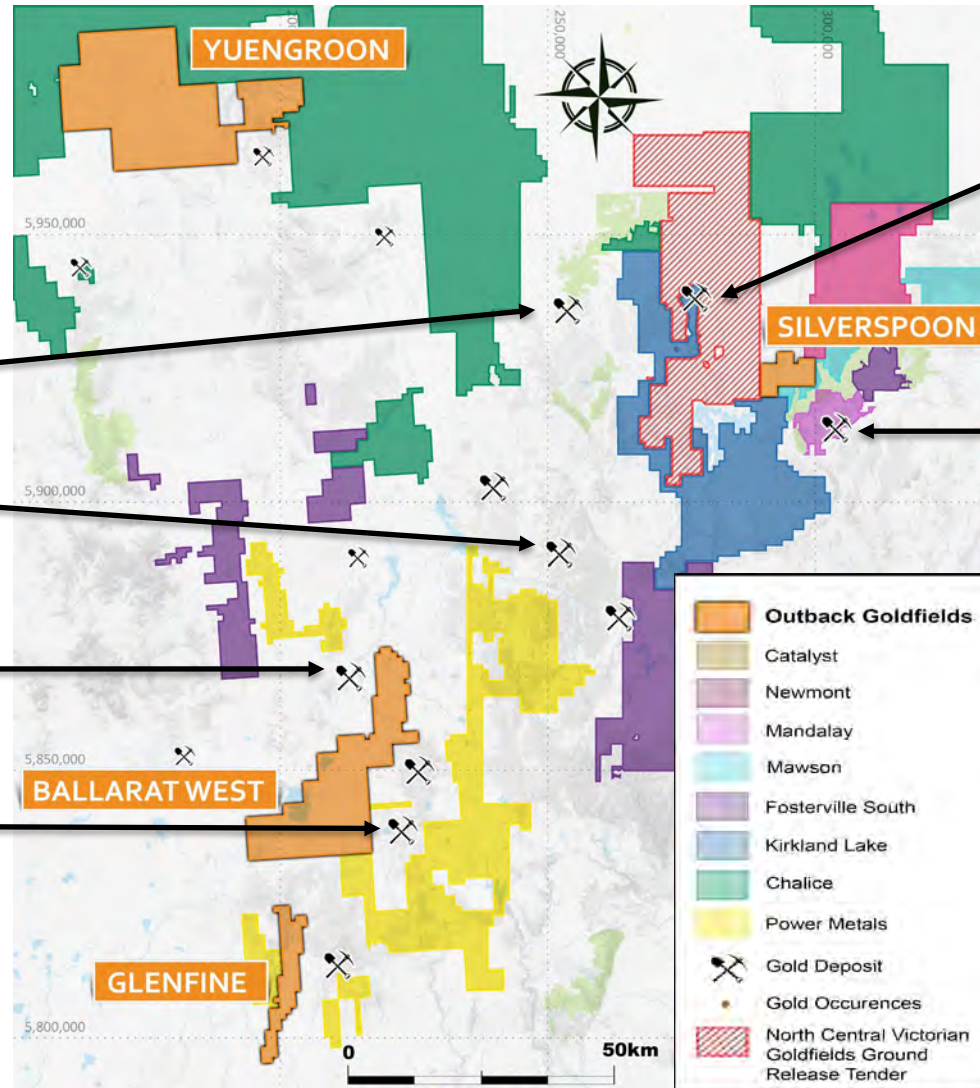 YUENGROON
250,000
300,000
5,950,000
SILVERSPOON
5,900,000
5,850,000
BALLARAT WEST
GLENFINE
5,800,000
0
50km
Outback Goldfields
Catalyst
Newmont
Mandalay
Mawson
Fosterville South
Kirkland Lake
Chalice
Power Metals
Gold Deposit
Gold Occurences
North Central Victorian
Goldfields Ground
Release Tender